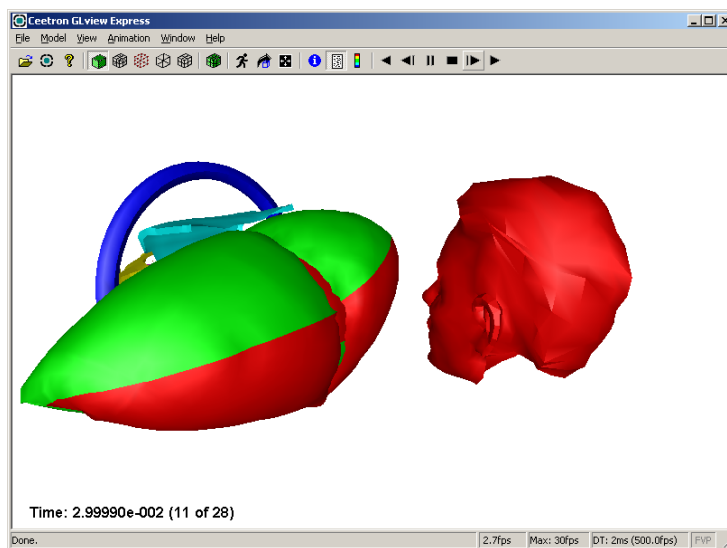 Ceetron GLview Express
File Model View Animation Window Help
Time: 2.99990e-002 (11 of 28)
Done. 2.7fps Max: 30fps DT: 2ms (500.0fps) FVP